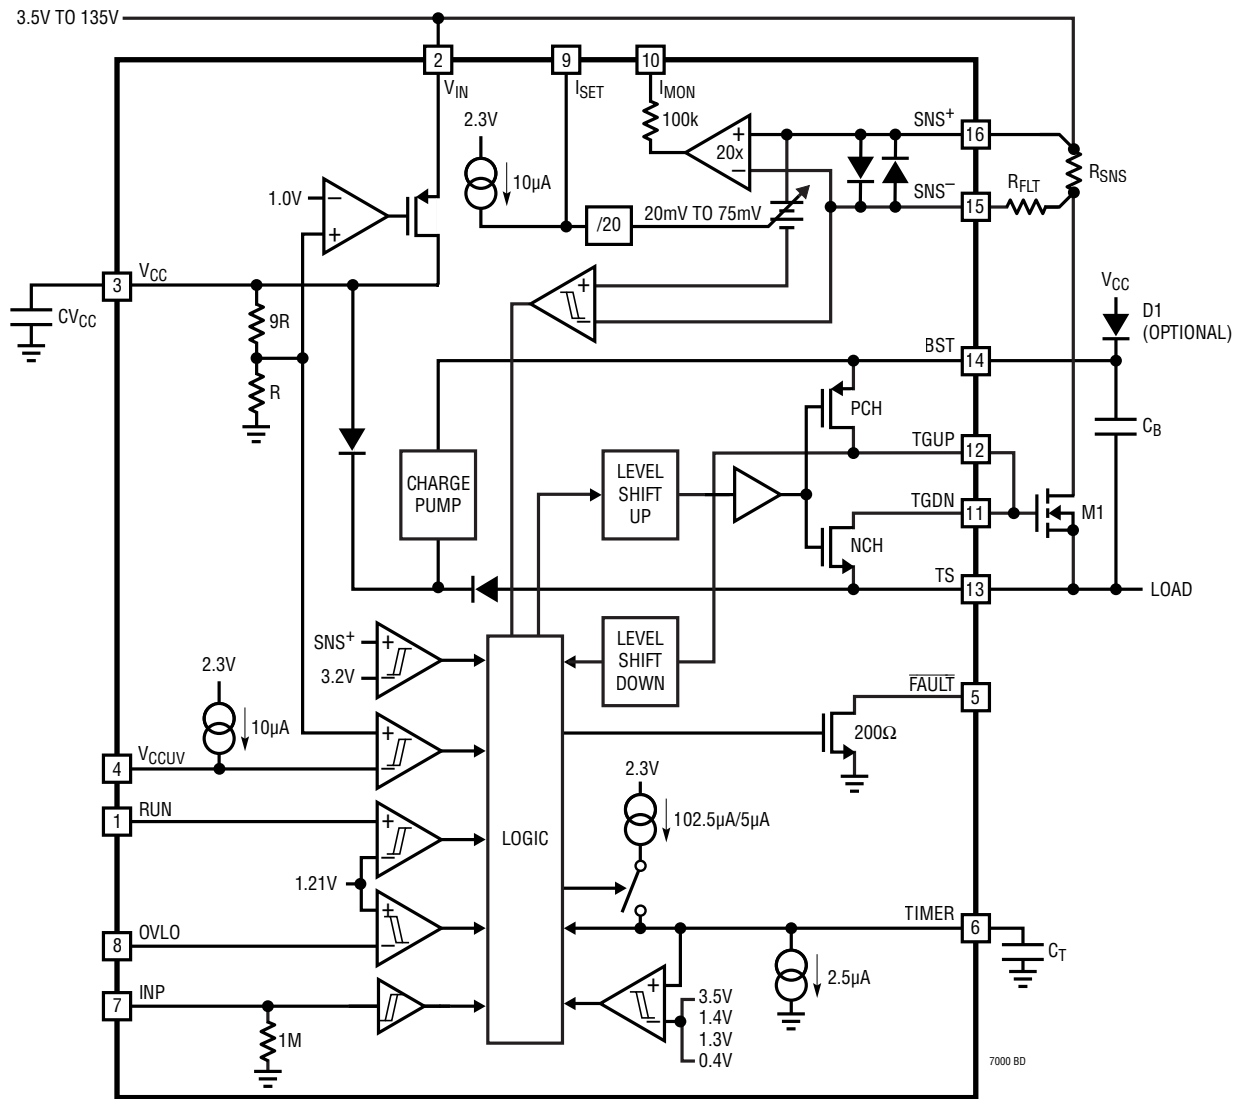 3.5V TO 135V
2
9
10
VIN
ISET
IMON
2.3V
100k
SNS+
16
20x
+
−
10µA
1.0V
−
+
SNS−
15
RFLT
RSNS
/20
20mV TO 75mV
3
VCC
CVCC
9R
R
+
−
VCC
D1
(OPTIONAL)
BST
14
PCH
CB
CHARGE
PUMP
LEVEL
SHIFT
UP
TGUP
12
TGDN
11
M1
NCH
TS
13
LOAD
SNS+
+
3.2V
−
LEVEL
SHIFT
DOWN
2.3V
10µA
FAULT
5
200Ω
4
VCCUV
+
−
1
RUN
+
−
1.21V
LOGIC
2.3V
102.5µA/5µA
+
−
8
OVLO
TIMER
6
CT
2.5µA
7
INP
1M
+
−
3.5V
1.4V
1.3V
0.4V
7000 BD